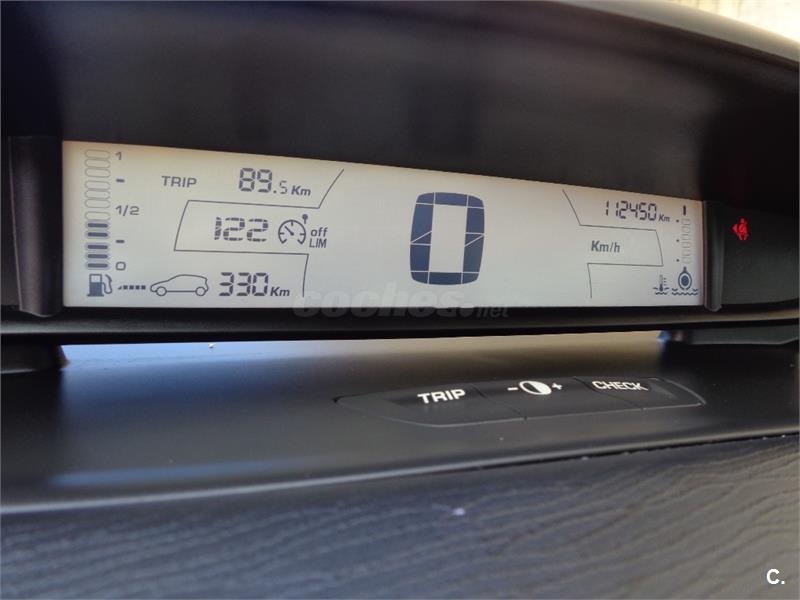 1
TRIP 89.5 Km
1/2
122 off
LIM
0
330 Km
0
112450 Km
Km/h
coches.net
TRIP - + CHECK
C.